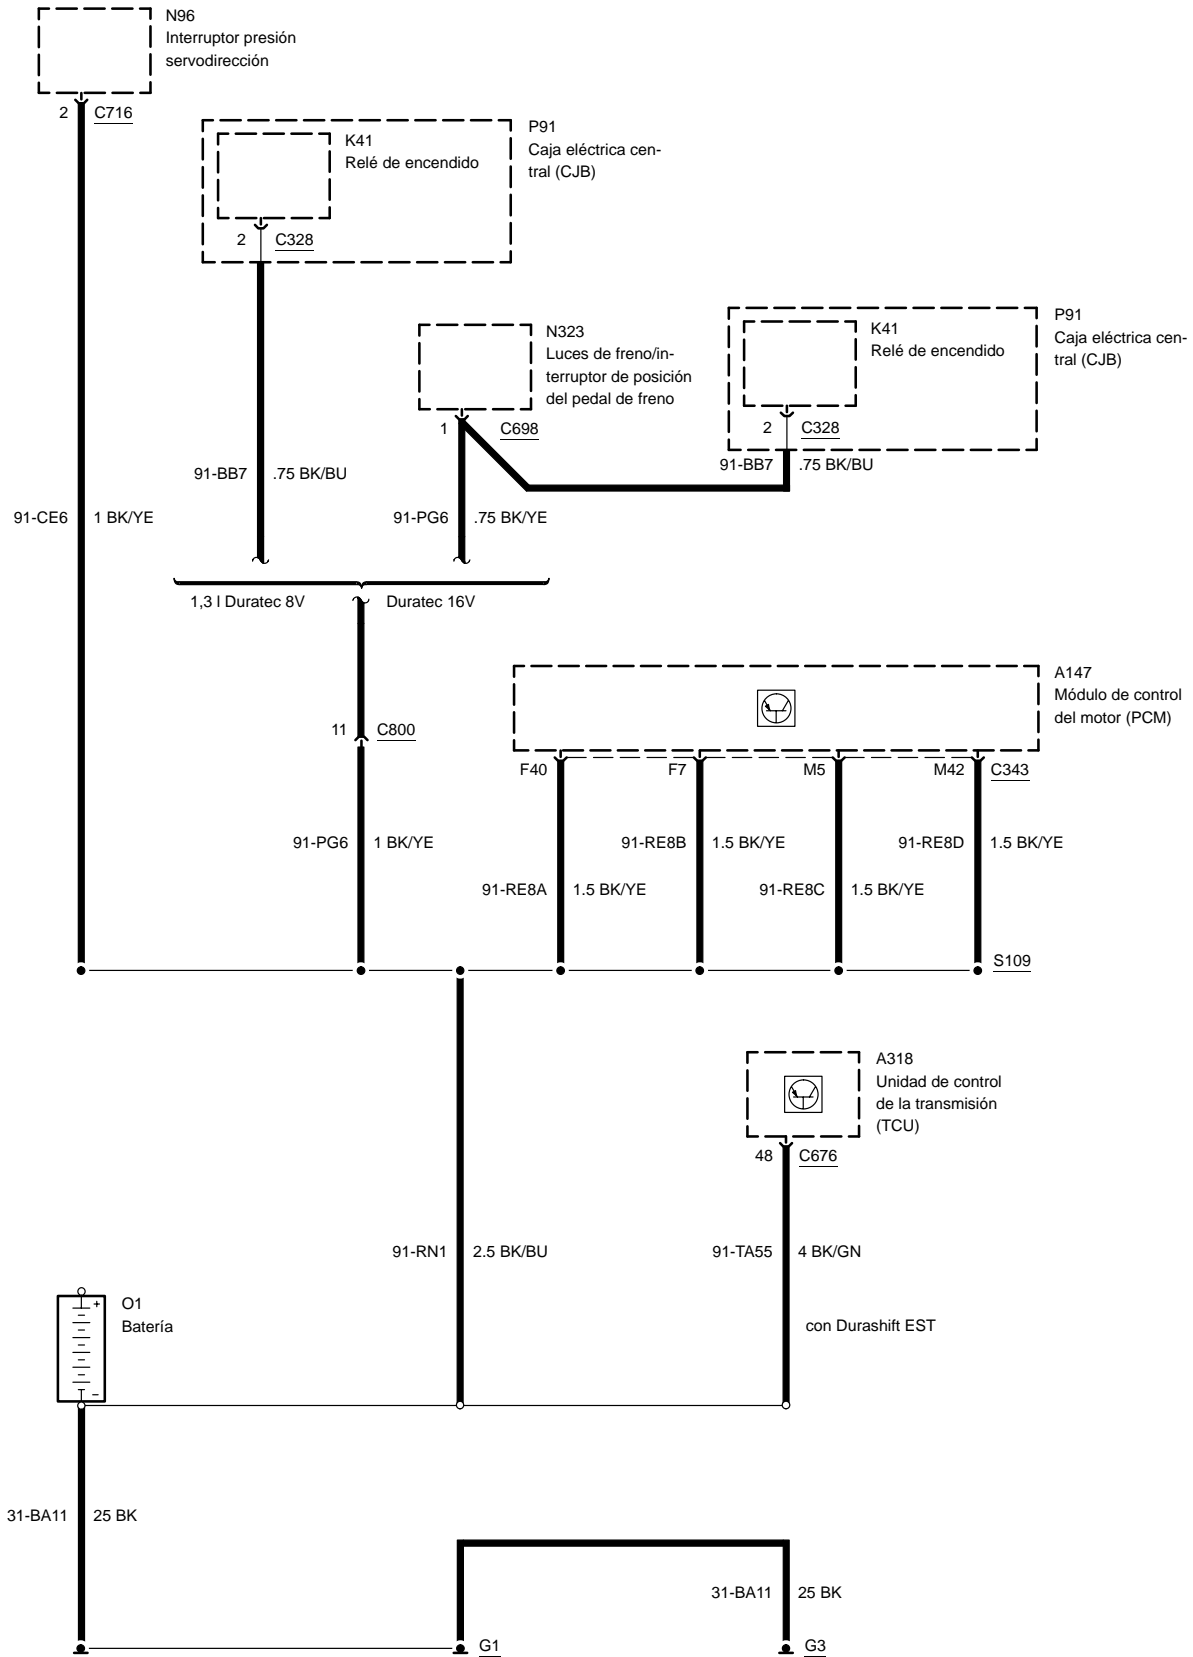 N96
Interruptor presión
servodirección
2 C716
P91
Caja eléctrica cen-
tral (CJB)
K41
Relé de encendido
2 C328
P91
Caja eléctrica cen-
tral (CJB)
K41
Relé de encendido
2 C328
N323
Luces de freno/in-
terruptor de posición
del pedal de freno
1 C698
91-BB7 .75 BK/BU
91-BB7 .75 BK/BU
91-CE6 1 BK/YE
91-PG6 .75 BK/YE
1,3 l Duratec 8V
Duratec 16V
A147
Módulo de control
del motor (PCM)
11 C800
F40 F7 M5 M42 C343
91-PG6 1 BK/YE
91-RE8B 1.5 BK/YE
91-RE8D 1.5 BK/YE
91-RE8A 1.5 BK/YE
91-RE8C 1.5 BK/YE
S109
A318
Unidad de control
de la transmisión
(TCU)
48 C676
91-RN1 2.5 BK/BU
91-TA55 4 BK/GN
O1
Batería
+
−
con Durashift EST
31-BA11 25 BK
31-BA11 25 BK
G1
G3